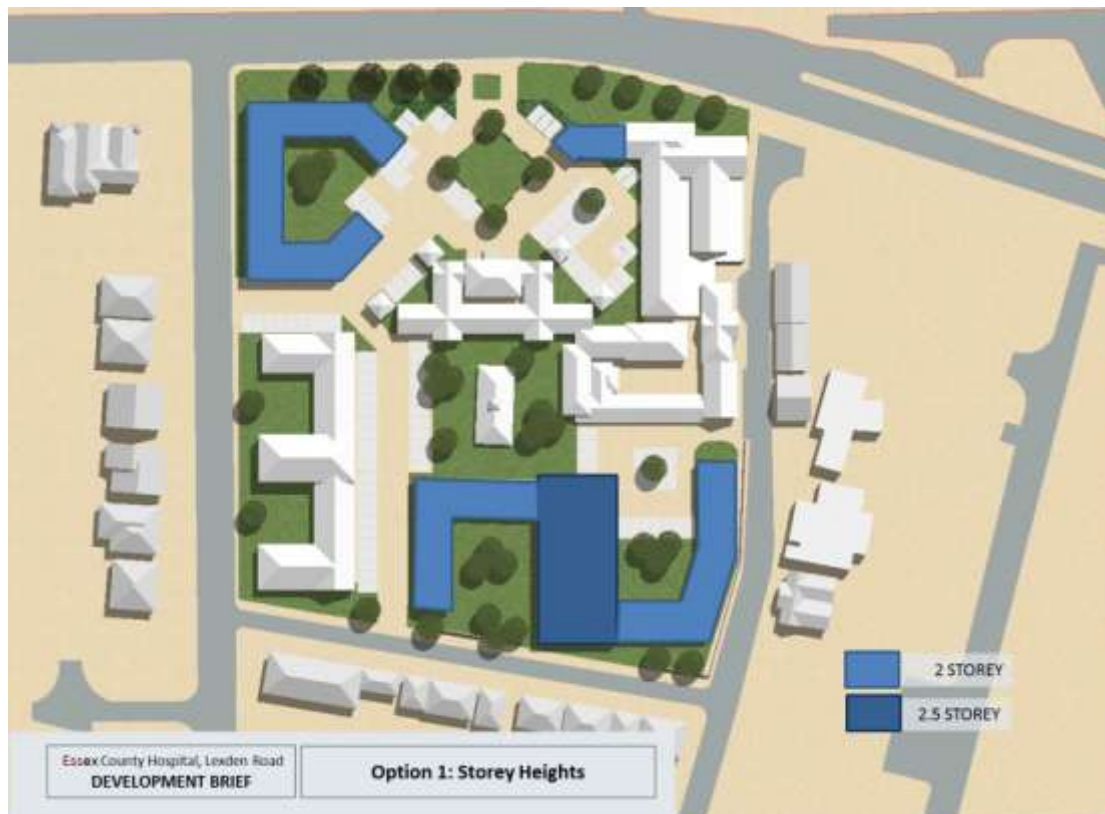 2 STOREY
2.5 STOREY
Essex County Hospital, Lexden Road
DEVELOPMENT BRIEF
Option 1: Storey Heights